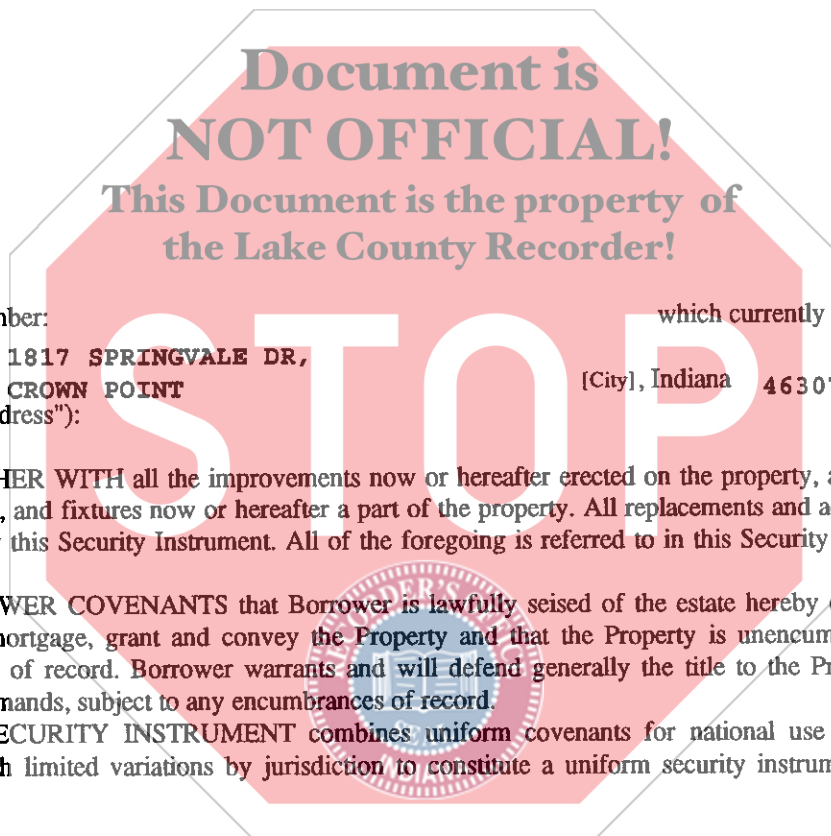 Document is
NOT OFFICIAL!
This Document is the property of
the Lake County Recorder!
nber: which currently
1817 SPRINGVALE DR,
CROWN POINT [City], Indiana 46307
dress"):
STOP
HER WITH all the improvements now or hereafter erected on the property, a
, and fixtures now or hereafter a part of the property. All replacements and a
this Security Instrument. All of the foregoing is referred to in this Security
WER COVENANTS that Borrower is lawfully seised of the estate hereby
ortgage, grant and convey the Property and that the Property is unencum
of record. Borrower warrants and will defend generally the title to the Pr
mands, subject to any encumbrances of record.
ECURITY INSTRUMENT combines uniform covenants for national use
h limited variations by jurisdiction to constitute a uniform security instrum
RECORDER'S OFFICE
SEAL
INDIANA